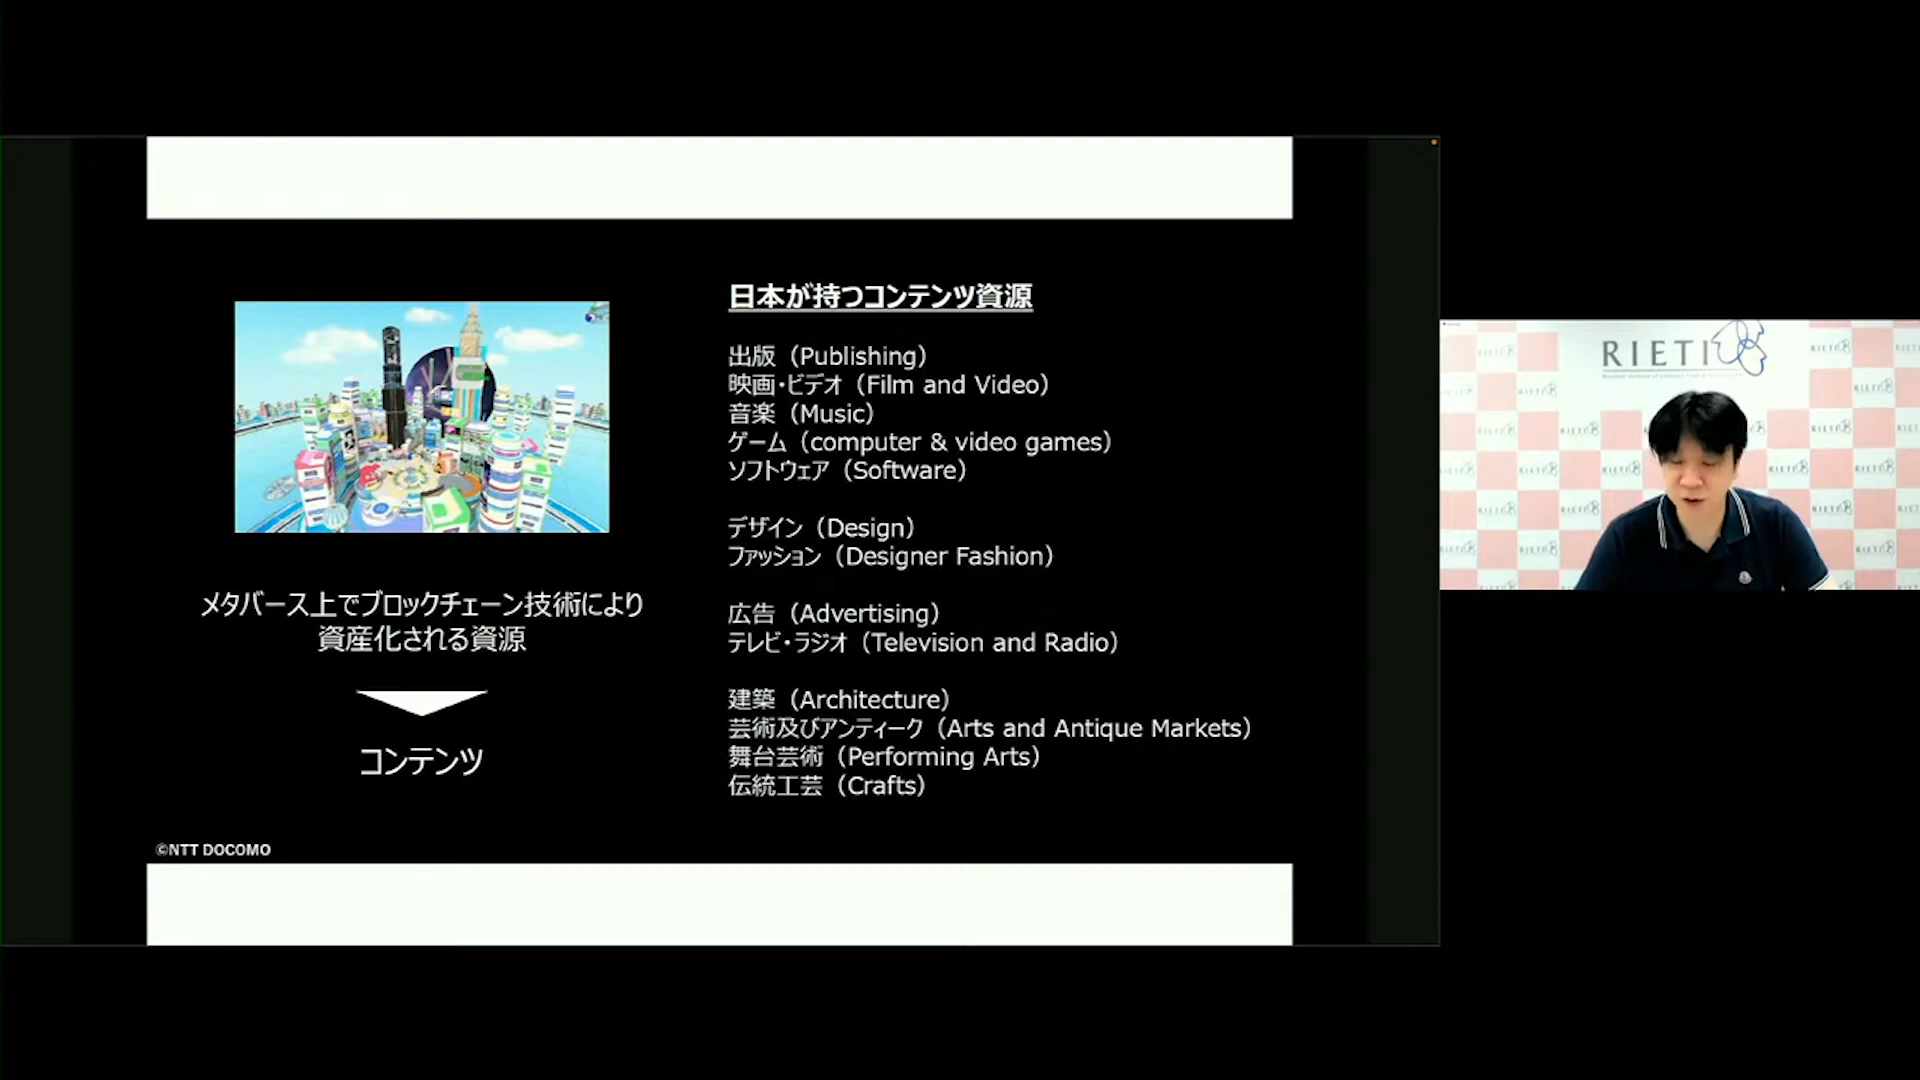 日本が持つコンテンツ資源
出版（Publishing）
映画・ビデオ（Film and Video）
音楽（Music）
ゲーム（computer & video games）
ソフトウェア（Software）
デザイン（Design）
ファッション（Designer Fashion）
広告（Advertising）
テレビ・ラジオ（Television and Radio）
建築（Architecture）
芸術及びアンティーク（Arts and Antique Markets）
舞台芸術（Performing Arts）
伝統工芸（Crafts）
メタバース上でブロックチェーン技術により
資産化される資源
コンテンツ
©NTT DOCOMO
RIETI